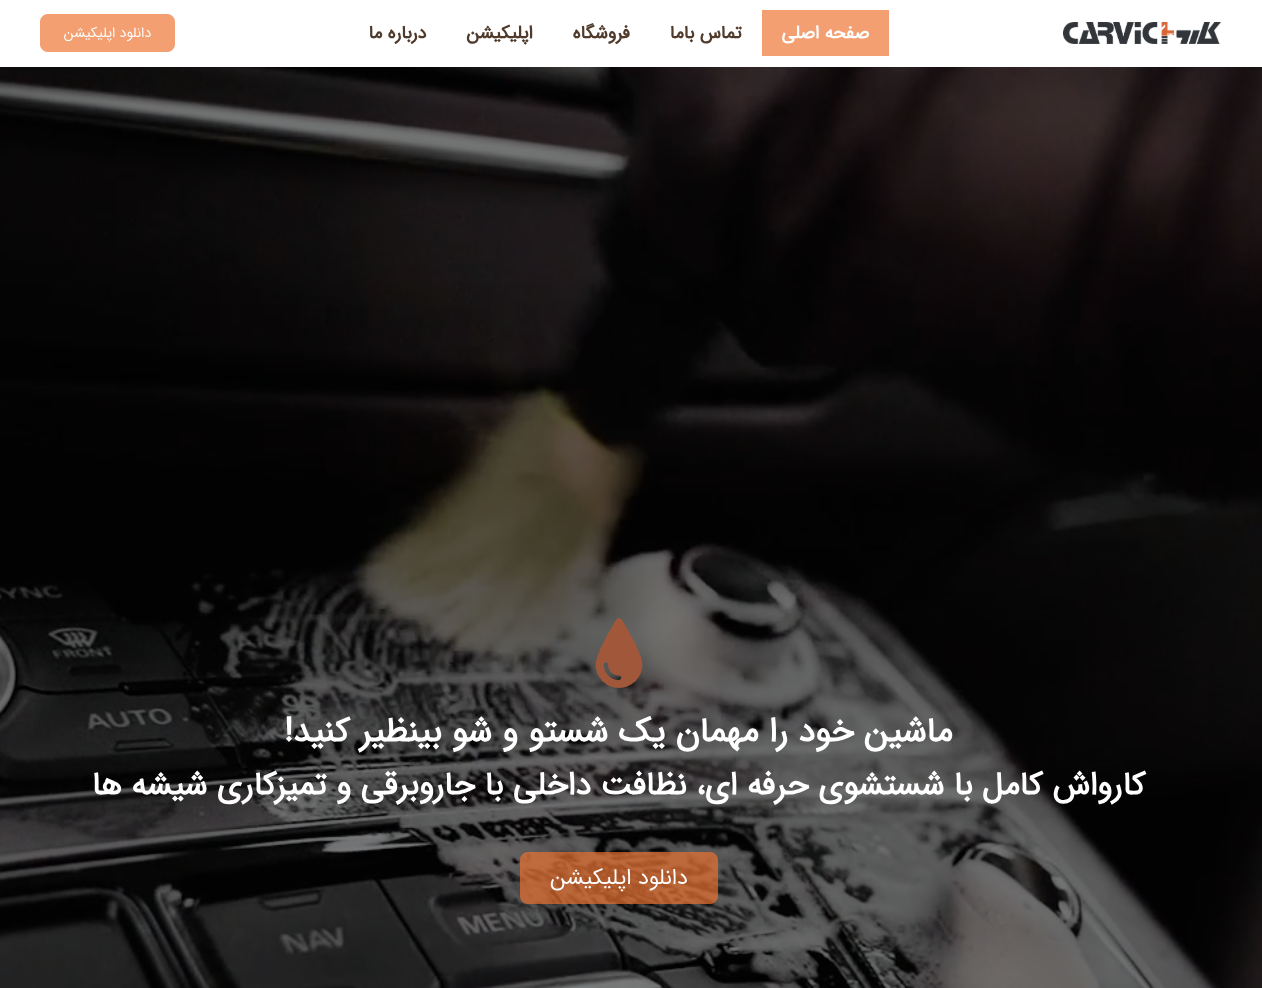 CARVIC
صفحه اصلی
تماس باما
فروشگاه
اپلیکیشن
درباره ما
دانلود اپلیکیشن
SYNC
FRONT
A/C
AUTO
ماشین خود را مهمان یک شستو و شو بینظیر کنید!
کارواش کامل با شستشوی حرفه ای، نظافت داخلی با جاروبرقی و تمیزکاری شیشه ها
دانلود اپلیکیشن
NAV
MENU